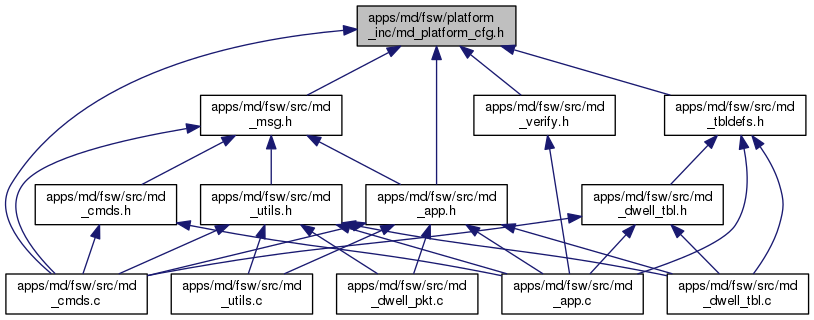 apps/md/fsw/platform
_inc/md_platform_cfg.h
apps/md/fsw/src/md
_msg.h
apps/md/fsw/src/md
_verify.h
apps/md/fsw/src/md
_tbldefs.h
apps/md/fsw/src/md
_cmds.h
apps/md/fsw/src/md
_utils.h
apps/md/fsw/src/md
_app.h
apps/md/fsw/src/md
_dwell_tbl.h
apps/md/fsw/src/md
_cmds.c
apps/md/fsw/src/md
_utils.c
apps/md/fsw/src/md
_dwell_pkt.c
apps/md/fsw/src/md
_app.c
apps/md/fsw/src/md
_dwell_tbl.c